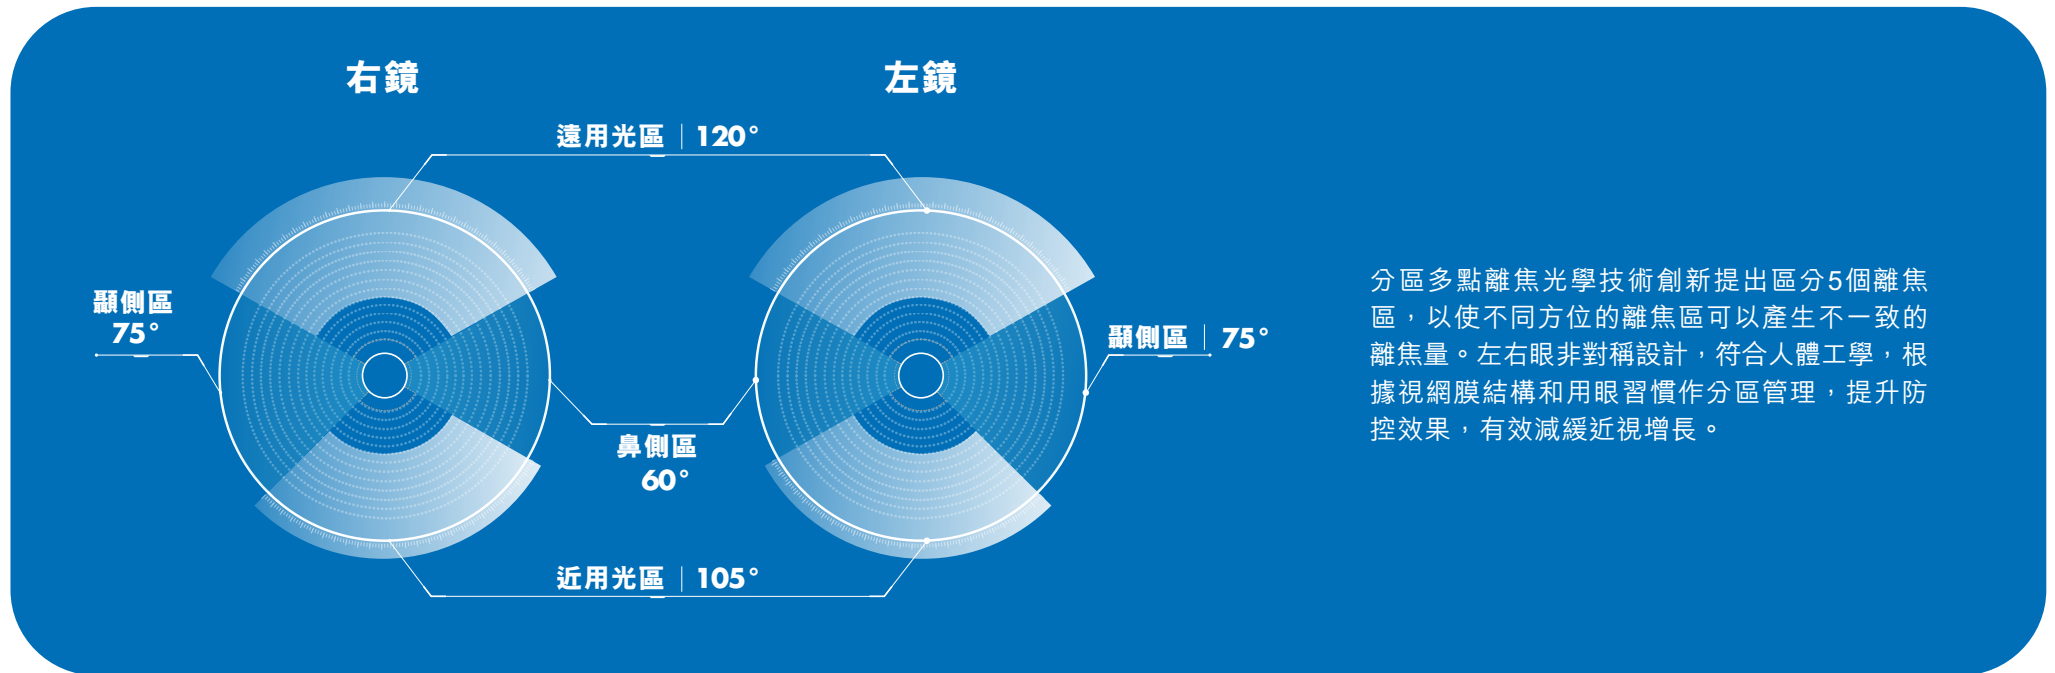 右鏡
左鏡
遠用光區 | 120°
顳側區
75°
顳側區 | 75°
鼻側區
60°
近用光區 | 105°
分區多點離焦光學技術創新提出區分5個離焦
區，以使不同方位的離焦區可以產生不一致的
離焦量。左右眼非對稱設計，符合人體工學，根
據視網膜結構和用眼習慣作分區管理，提升防
控效果，有效減緩近視增長。